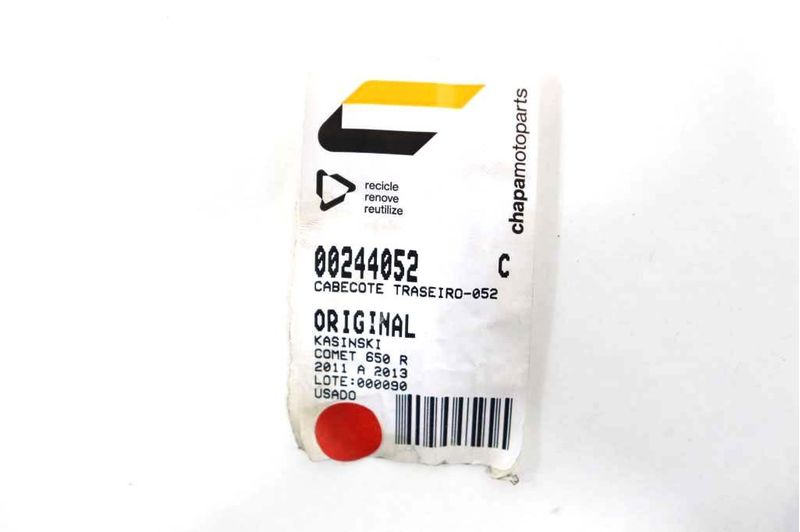 chapamotoparts
recicle
renove
reutilize
00244052 C
CABECOTE TRASEIRO-052
ORIGINAL
KASINSKI
COMET 650 R
2011 A 2013
LOTE:000090
USADO